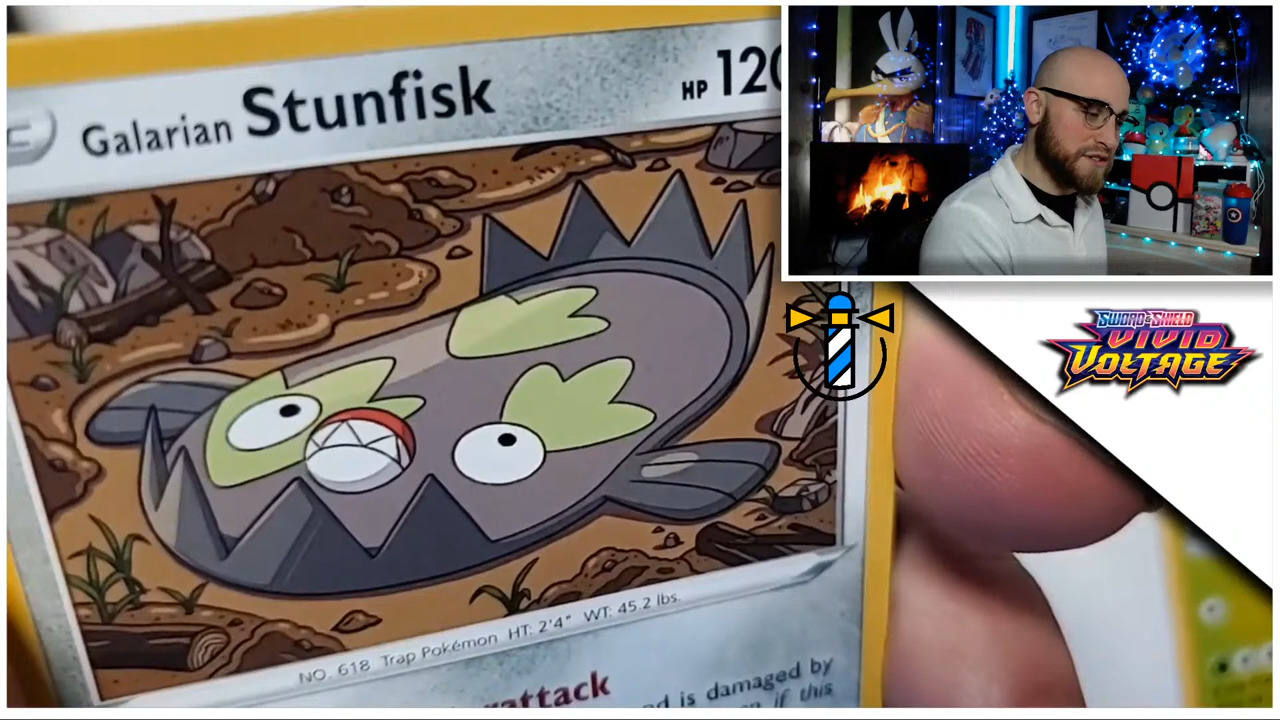 Galarian Stunfisk HP 120
SWORD & SHIELD
VIVID
VOLTAGE
NO. 618 Trap Pokémon HT: 2'4" WT: 45.2 lbs.
is damaged by
if this